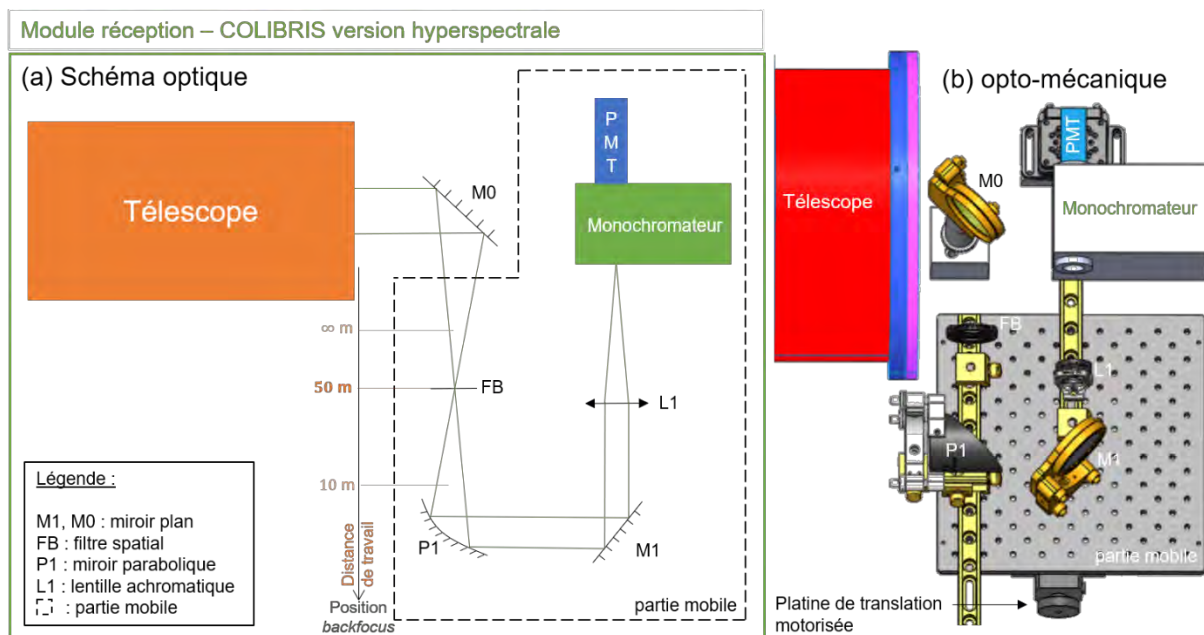 Module réception – COLIBRIS version hyperspectrale
(a) Schéma optique
Télescope
M0
P
M
T
Monochromateur
∞ m
50 m
FB
L1
10 m
P1
M1
Distance
de travail
Position
backfocus
partie mobile
Légende :
M1, M0 : miroir plan
FB : filtre spatial
P1 : miroir parabolique
L1 : lentille achromatique
: partie mobile
(b) opto-mécanique
PMT
M0
Télescope
Monochromateur
FB
L1
P1
M1
partie mobile
Platine de translation
motorisée